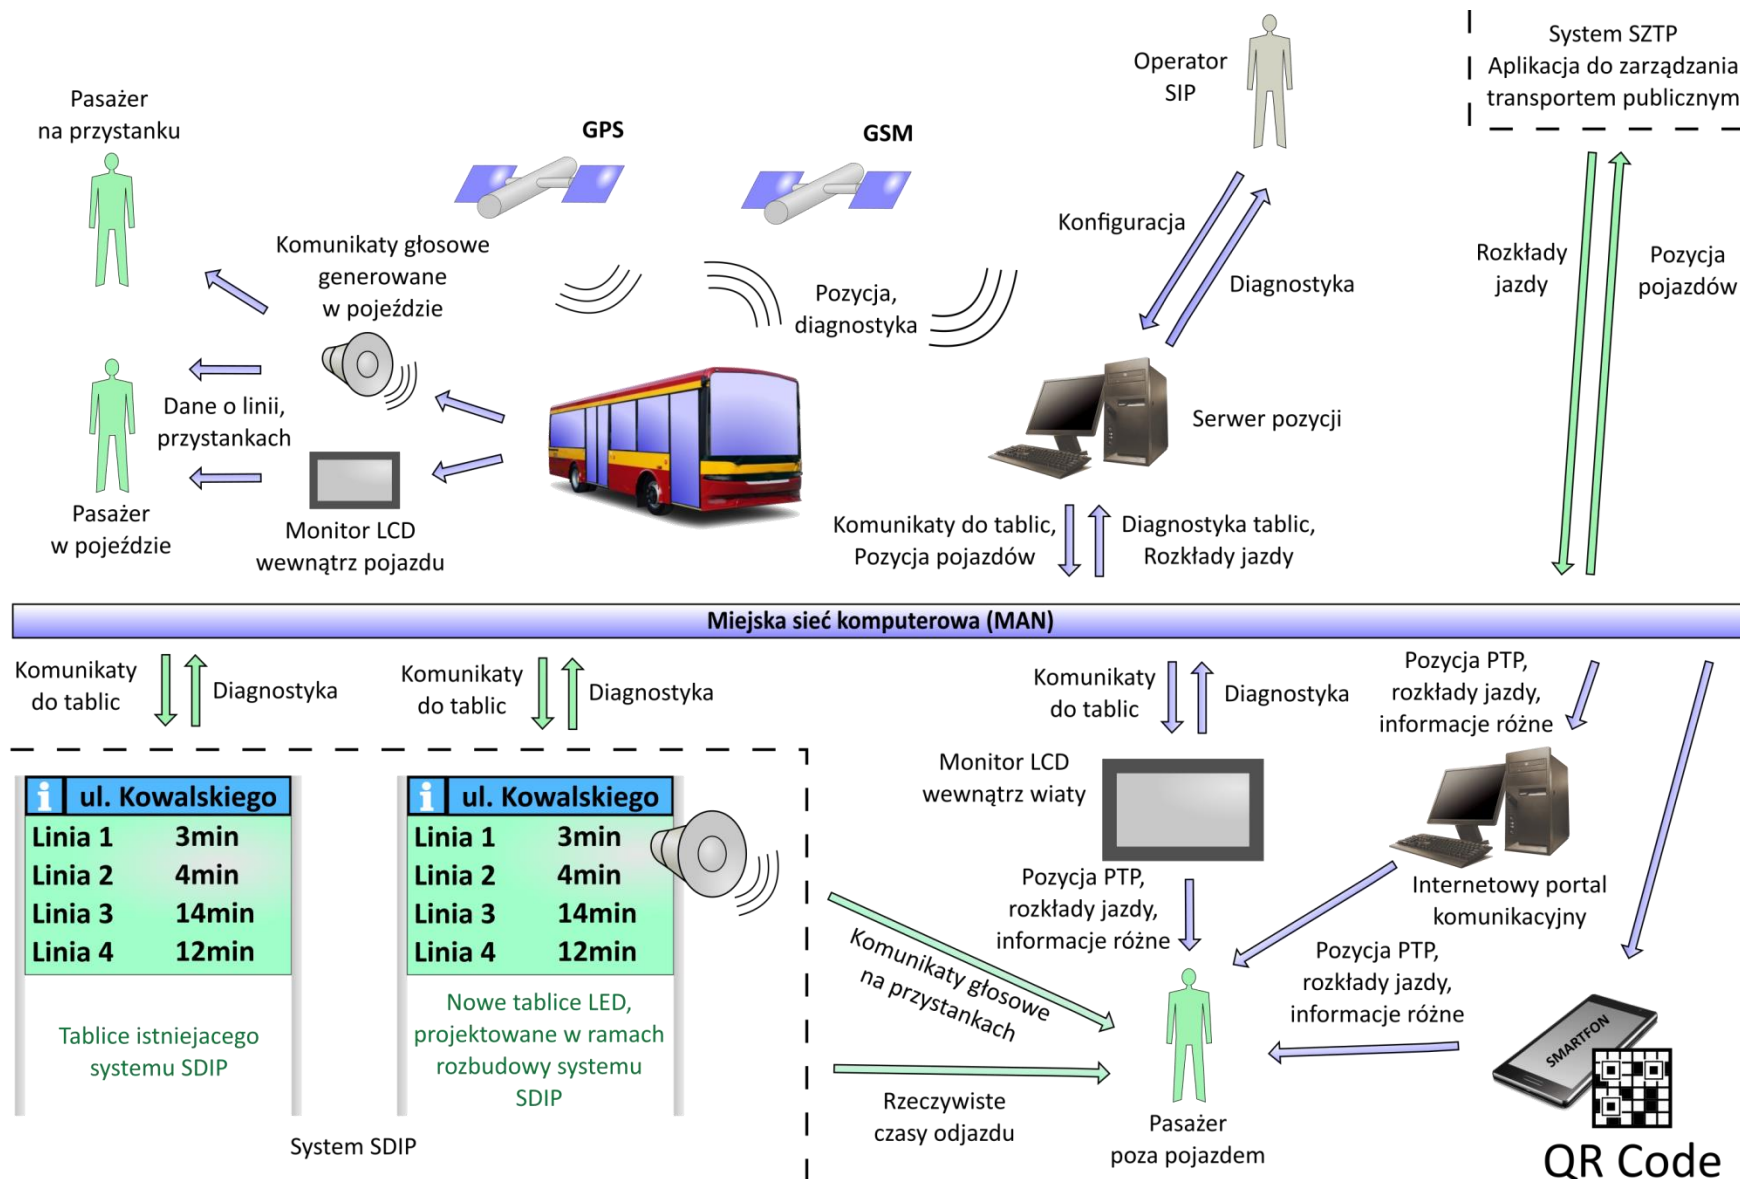 Pasażer
na przystanku
GPS
GSM
Operator
SIP
System SZTP
Aplikacja do zarządzania
transportem publicznym
Komunikaty głosowe
generowane
w pojeździe
Pozycja,
diagnostyka
Konfiguracja
Diagnostyka
Rozkłady
jazdy
Pozycja
pojazdów
Dane o linii,
przystankach
Serwer pozycji
Pasażer
w pojeździe
Monitor LCD
wewnątrz pojazdu
Komunikaty do tablic,
Pozycja pojazdów
Diagnostyka tablic,
Rozkłady jazdy
Miejska sieć komputerowa (MAN)
Komunikaty
do tablic
Diagnostyka
Komunikaty
do tablic
Diagnostyka
Komunikaty
do tablic
Diagnostyka
Pozycja PTP,
rozkłady jazdy,
informacje różne
i ul. Kowalskiego
Linia 1 3min
Linia 2 4min
Linia 3 14min
Linia 4 12min
i ul. Kowalskiego
Linia 1 3min
Linia 2 4min
Linia 3 14min
Linia 4 12min
Monitor LCD
wewnątrz wiaty
Pozycja PTP,
rozkłady jazdy,
informacje różne
Internetowy portal
komunikacyjny
Komunikaty głosowe
na przystankach
Pozycja PTP,
rozkłady jazdy,
informacje różne
Tablice istniejacego
systemu SDIP
Nowe tablice LED,
projektowane w ramach
rozbudowy systemu
SDIP
SMARTFON
Rzeczywiste
czasy odjazdu
Pasażer
poza pojazdem
System SDIP
QR Code